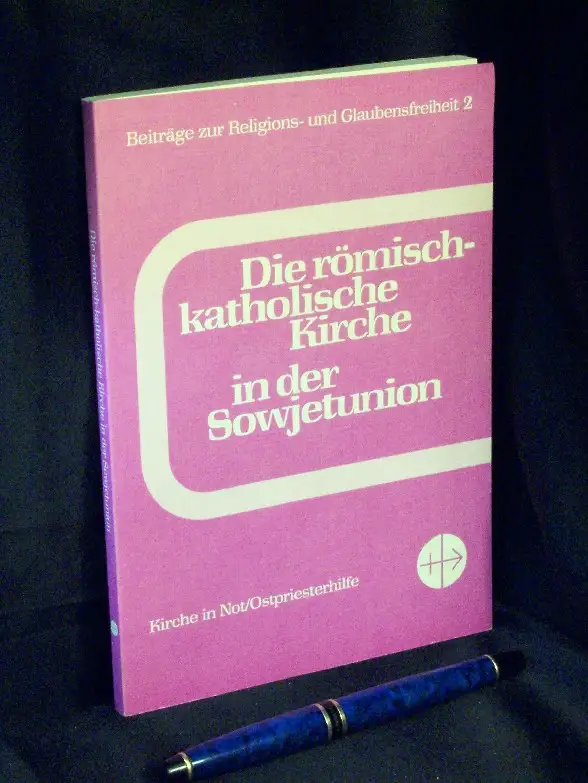 Beiträge zur Religions- und Glaubensfreiheit 2
Die römisch-
katholische
Kirche
in der
Sowjetunion
Kirche in Not/Ostpriesterhilfe
Die römisch-katholische Kirche in der Sowjetunion